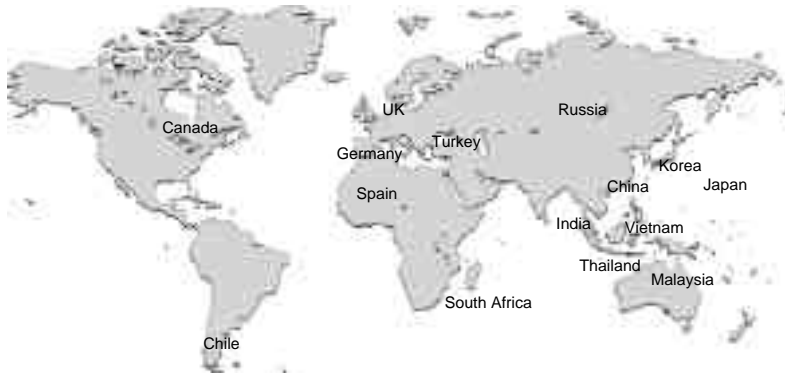 UK
Russia
Canada
Turkey
Germany
Korea
China
Japan
Spain
India
Vietnam
Thailand
Malaysia
South Africa
Chile